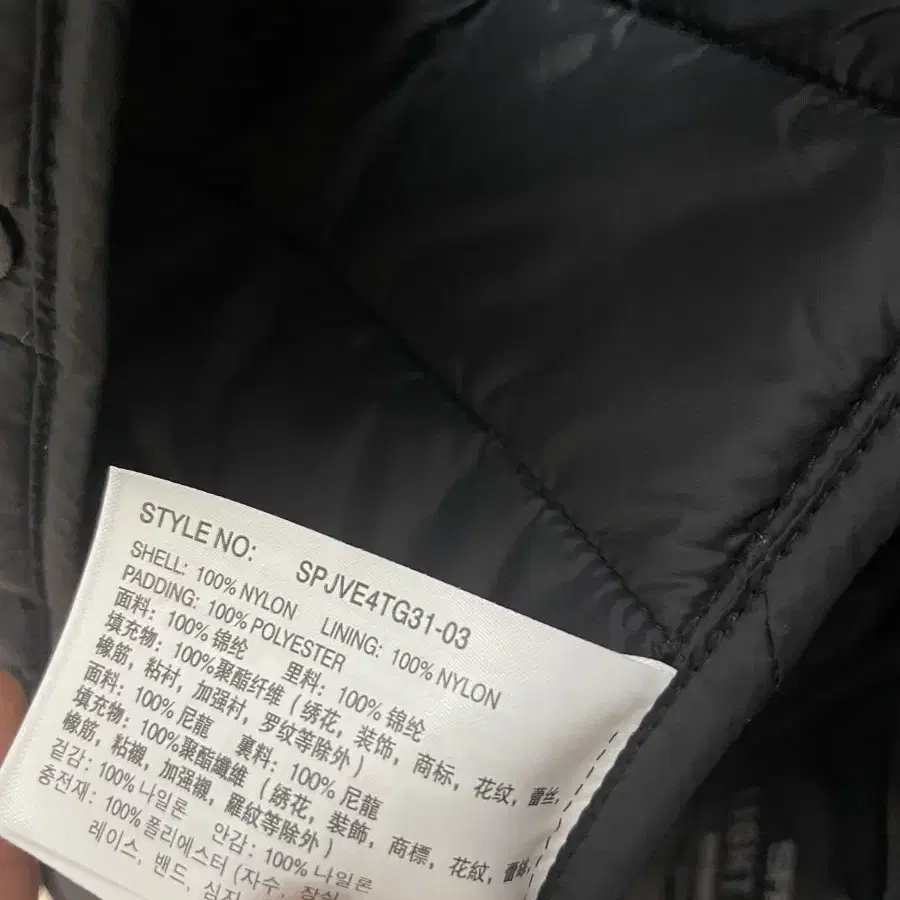 STYLE NO: SPJVE4TG31-03
SHELL: 100% NYLON LINING: 100% NYLON
PADDING: 100% POLYESTER
面料: 100% 锦纶 里料: 100% 锦纶
填充物: 100%聚酯纤维 (绣花, 装饰, 商标, 花纹, 蕾丝,
橡筋, 粘衬, 加强衬, 罗纹等除外)
面料: 100% 尼龍 裏料: 100% 尼龍
填充物: 100%聚酯纖維 (绣花, 裝飾, 商標, 花紋, 蕾絲,
橡筋, 粘襯, 加强襯, 羅紋等除外)
겉감: 100% 나일론 안감: 100% 나일론
충전재: 100% 폴리에스터 (자수, 장식
레이스, 밴드, 심지